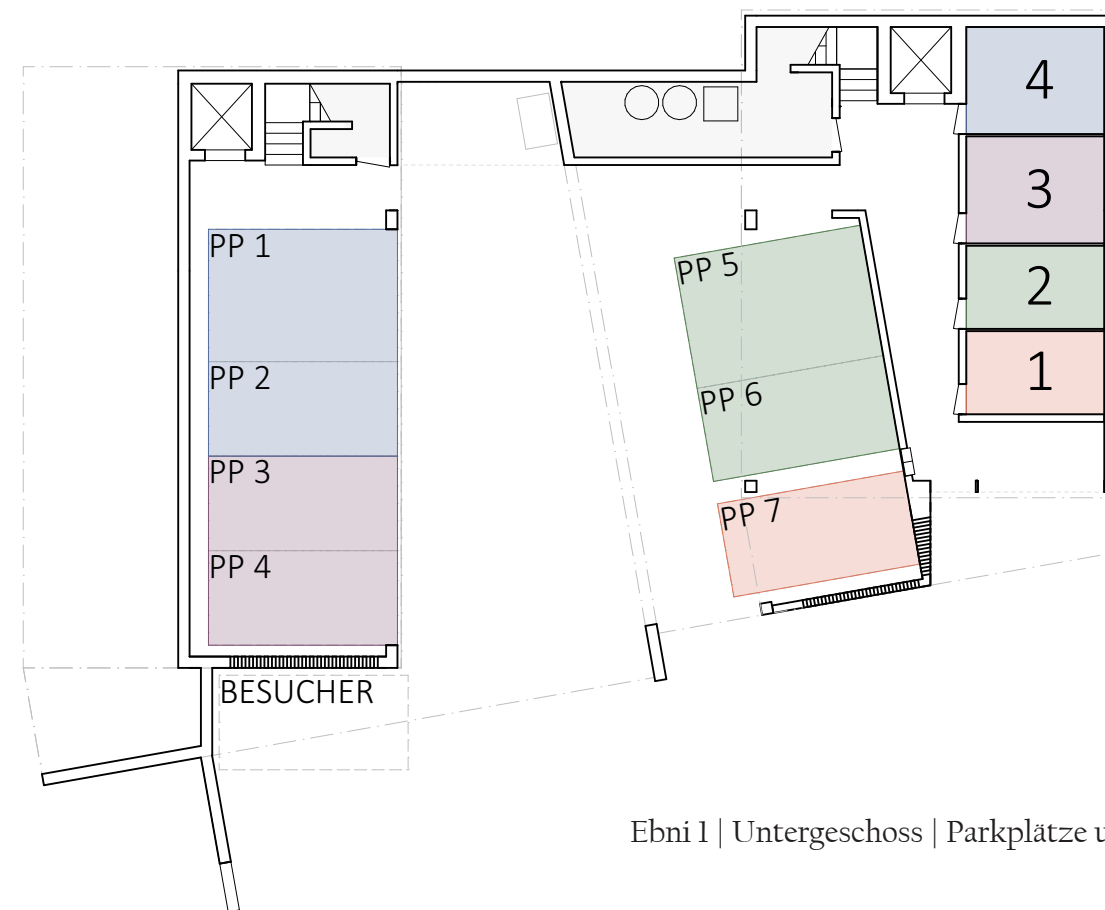 4
3
2
1
PP 1
PP 2
PP 3
PP 4
PP 5
PP 6
PP 7
BESUCHER
Ebni 1 | Untergeschoss | Parkplätze